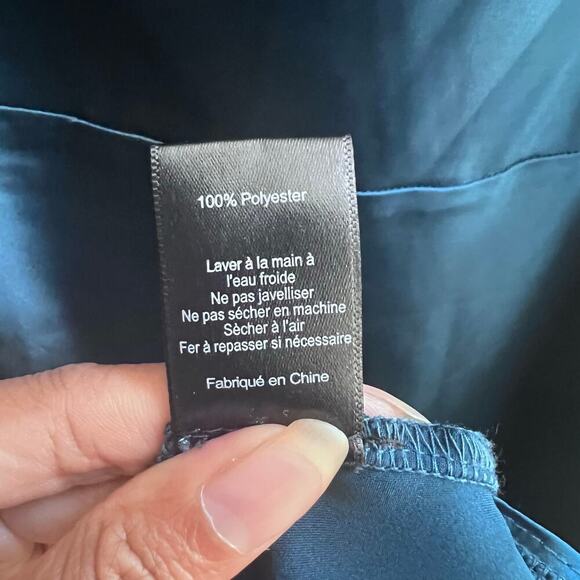 100% Polyester
Laver à la main à
l'eau froide
Ne pas javelliser
Ne pas sécher en machine
Sècher à l'air
Fer à repasser si nécessaire
Fabriqué en Chine